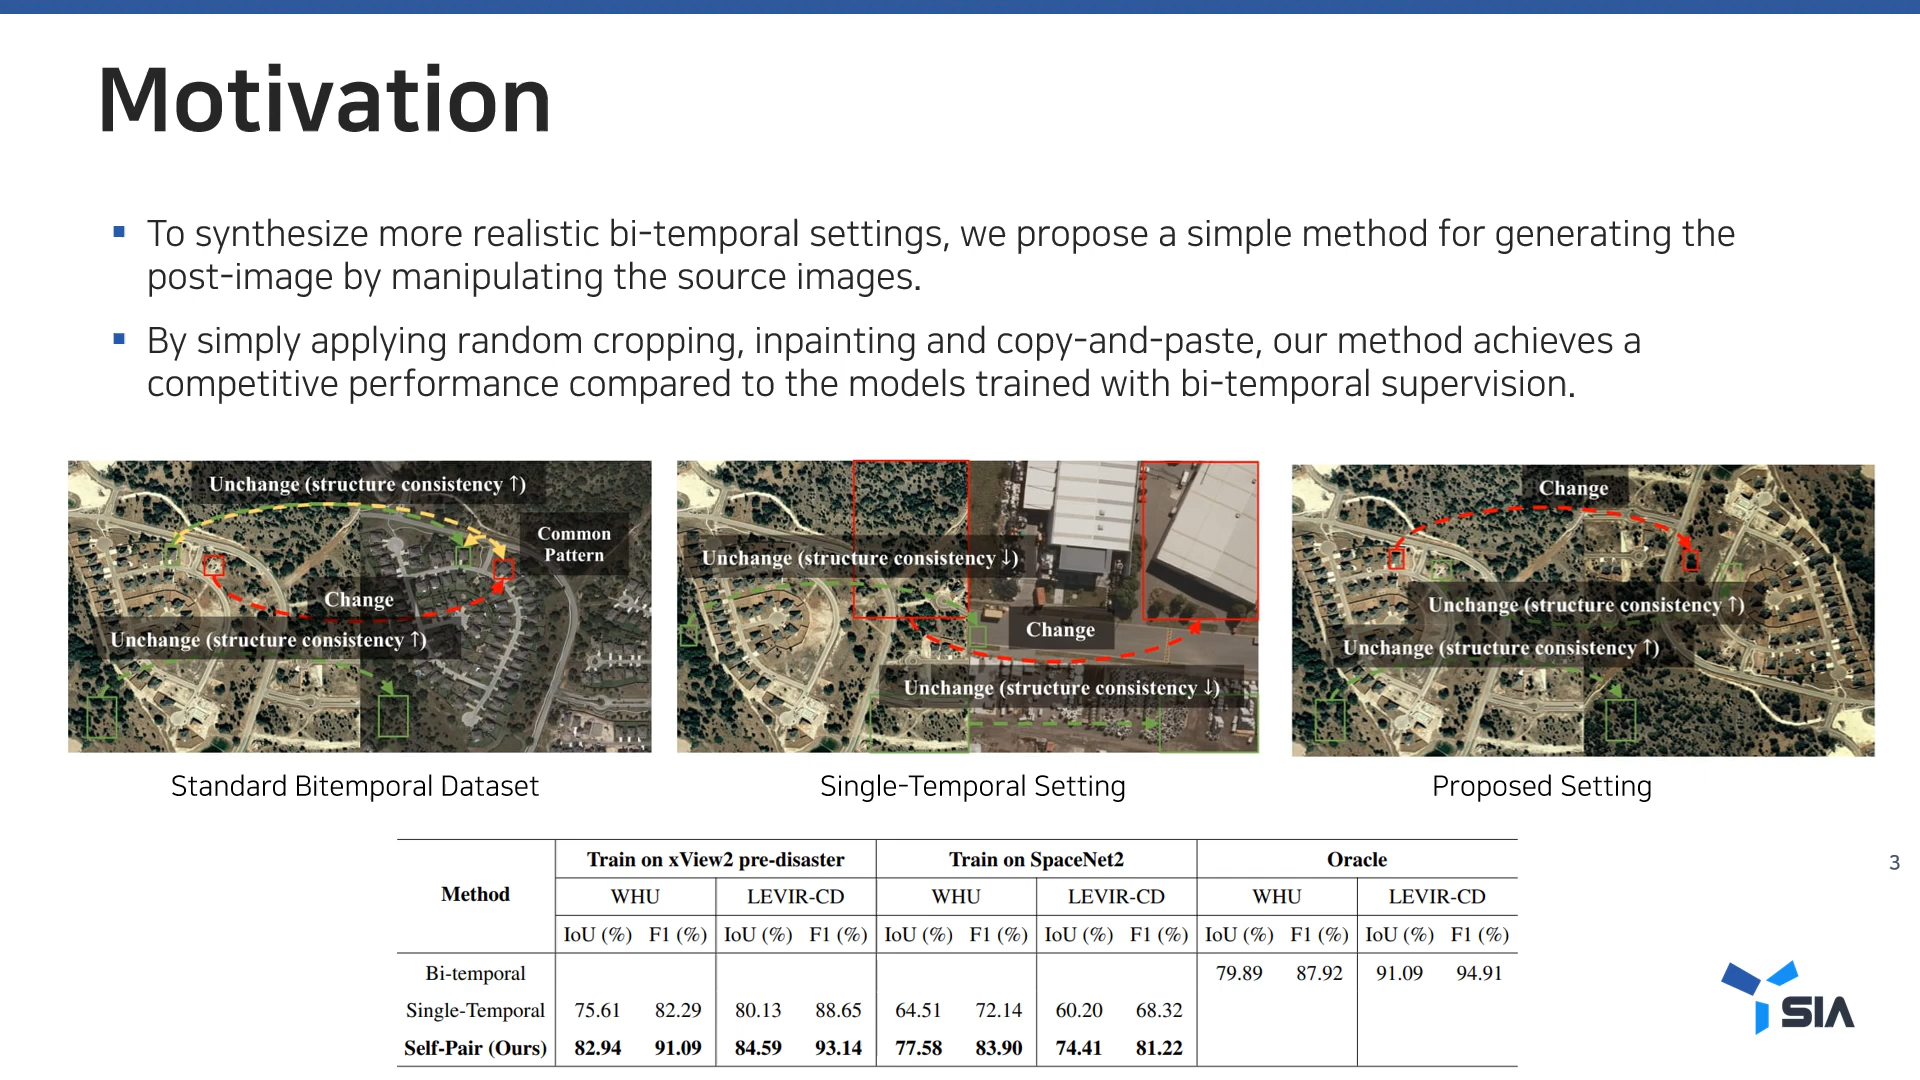 Motivation
▪ To synthesize more realistic bi-temporal settings, we propose a simple method for generating the
post-image by manipulating the source images.
▪ By simply applying random cropping, inpainting and copy-and-paste, our method achieves a
competitive performance compared to the models trained with bi-temporal supervision.
Unchange (structure consistency ↑)
Common
Pattern
Change
Unchange (structure consistency ↑)
Standard Bitemporal Dataset
Unchange (structure consistency ↓)
Change
Unchange (structure consistency ↓)
Single-Temporal Setting
Change
Unchange (structure consistency ↑)
Unchange (structure consistency ↑)
Proposed Setting
Method Train on xView2 pre-disaster Train on SpaceNet2 Oracle
WHU LEVIR-CD WHU LEVIR-CD WHU LEVIR-CD
IoU (%) F1 (%) IoU (%) F1 (%) IoU (%) F1 (%) IoU (%) F1 (%) IoU (%) F1 (%) IoU (%) F1 (%)
Bi-temporal 79.89 87.92 91.09 94.91
Single-Temporal 75.61 82.29 80.13 88.65 64.51 72.14 60.20 68.32
Self-Pair (Ours) 82.94 91.09 84.59 93.14 77.58 83.90 74.41 81.22
3
SIA